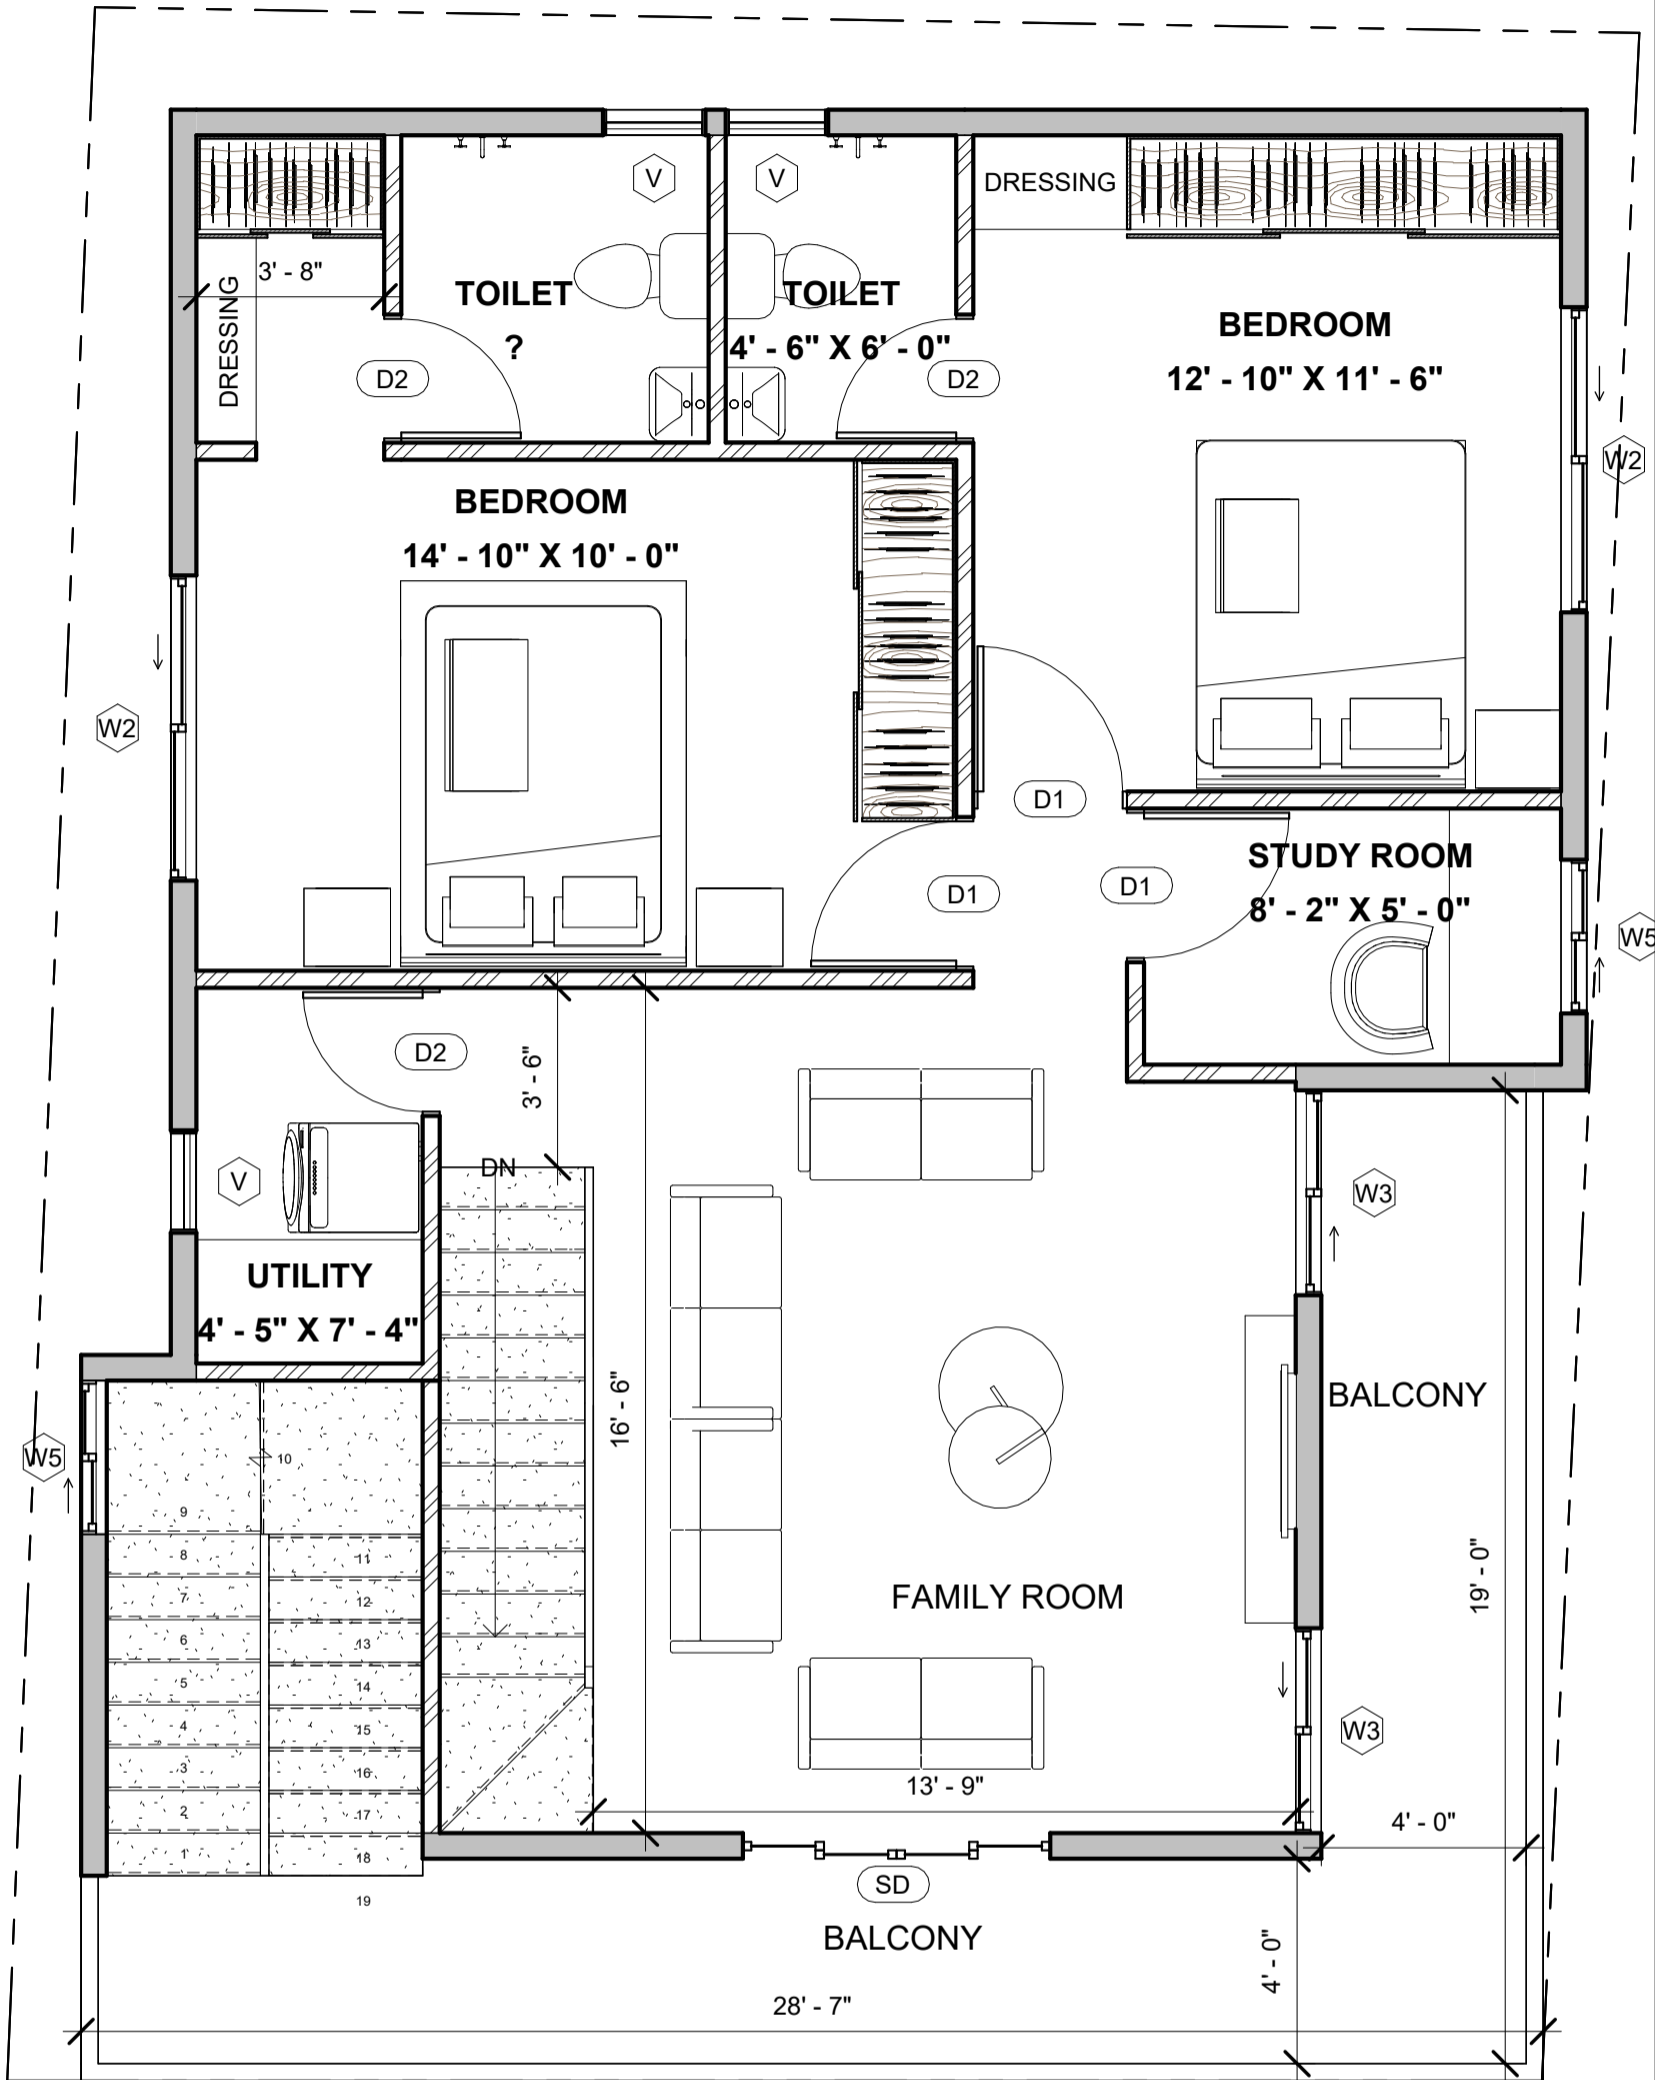 V
V
DRESSING
3' - 8"
DRESSING
TOILET
?
TOILET
4' - 6" X 6' - 0"
BEDROOM
12' - 10" X 11' - 6"
D2
D2
W2
BEDROOM
14' - 10" X 10' - 0"
W2
D1
D1
D1
STUDY ROOM
8' - 2" X 5' - 0"
W5
D2
3' - 6"
DN
V
W3
UTILITY
4' - 5" X 7' - 4"
16' - 6"
BALCONY
W5
10
9
8
7
6
5
4
3
2
1
11
12
13
14
15
16
17
18
19
FAMILY ROOM
19' - 0"
W3
13' - 9"
4' - 0"
SD
BALCONY
4' - 0"
28' - 7"